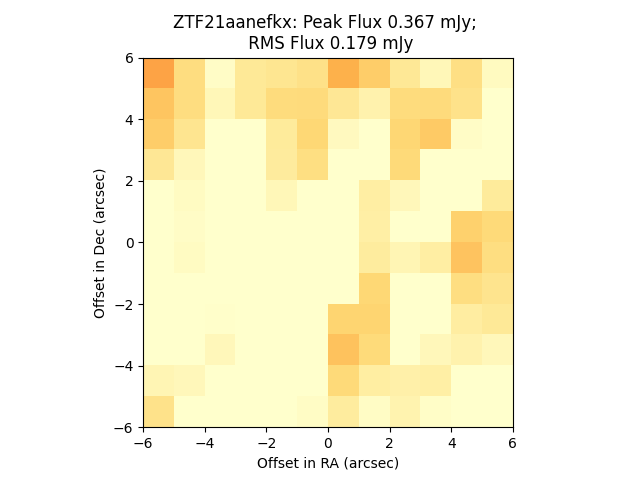 ZTF21aanefkx: Peak Flux 0.367 mJy;
RMS Flux 0.179 mJy
6
4
2
0
−2
−4
−6
Offset in Dec (arcsec)
−6 −4 −2 0 2 4 6
Offset in RA (arcsec)